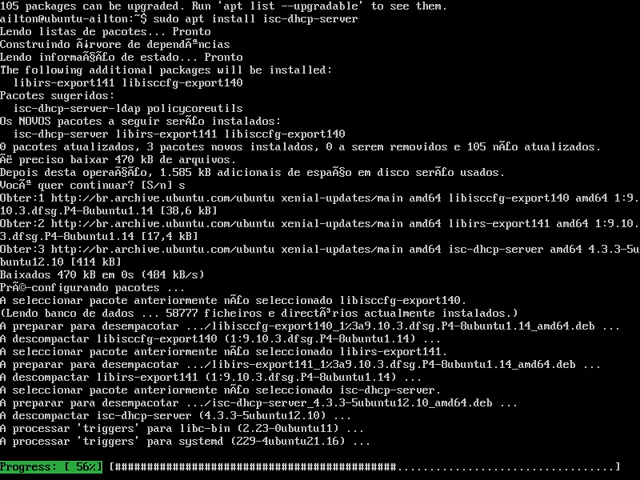 105 packages can be upgraded. Run 'apt list --upgradable' to see them.
ailton@ubuntu-ailton:~$ sudo apt install isc-dhcp-server
Lendo listas de pacotes... Pronto
Construindo Ãrvore de dependÃªncias
Lendo informaÃ§Ã£o de estado... Pronto
The following additional packages will be installed:
  libirs-export141 libisccfg-export140
Pacotes sugeridos:
  isc-dhcp-server-ldap policycoreutils
Os NOVOS pacotes a seguir serÃ£o instalados:
  isc-dhcp-server libirs-export141 libisccfg-export140
0 pacotes atualizados, 3 pacotes novos instalados, 0 a serem removidos e 105 nÃ£o atualizados.
Ã‰ preciso baixar 470 kB de arquivos.
Depois desta operaÃ§Ã£o, 1.585 kB adicionais de espaÃ§o em disco serÃ£o usados.
VocÃª quer continuar? [S/n] s
Obter:1 http://br.archive.ubuntu.com/ubuntu xenial-updates/main amd64 libisccfg-export140 amd64 1:9.
10.3.dfsg.P4-8ubuntu1.14 [38,6 kB]
Obter:2 http://br.archive.ubuntu.com/ubuntu xenial-updates/main amd64 libirs-export141 amd64 1:9.10.
3.dfsg.P4-8ubuntu1.14 [17,4 kB]
Obter:3 http://br.archive.ubuntu.com/ubuntu xenial-updates/main amd64 isc-dhcp-server amd64 4.3.3-5u
buntu12.10 [414 kB]
Baixados 470 kB em 0s (484 kB/s)
PrÃ©-configurando pacotes ...
A seleccionar pacote anteriormente nÃ£o seleccionado libisccfg-export140.
(Lendo banco de dados ... 58777 ficheiros e directÃ³rios actualmente instalados.)
A preparar para desempacotar .../libisccfg-export140_1%3a9.10.3.dfsg.P4-8ubuntu1.14_amd64.deb ...
A descompactar libisccfg-export140 (1:9.10.3.dfsg.P4-8ubuntu1.14) ...
A seleccionar pacote anteriormente nÃ£o seleccionado libirs-export141.
A preparar para desempacotar .../libirs-export141_1%3a9.10.3.dfsg.P4-8ubuntu1.14_amd64.deb ...
A descompactar libirs-export141 (1:9.10.3.dfsg.P4-8ubuntu1.14) ...
A seleccionar pacote anteriormente nÃ£o seleccionado isc-dhcp-server.
A preparar para desempacotar .../isc-dhcp-server_4.3.3-5ubuntu12.10_amd64.deb ...
A descompactar isc-dhcp-server (4.3.3-5ubuntu12.10) ...
A processar 'triggers' para libc-bin (2.23-0ubuntu11) ...
A processar 'triggers' para systemd (229-4ubuntu21.16) ...
Progress: [ 56%] [#############################################..................................]